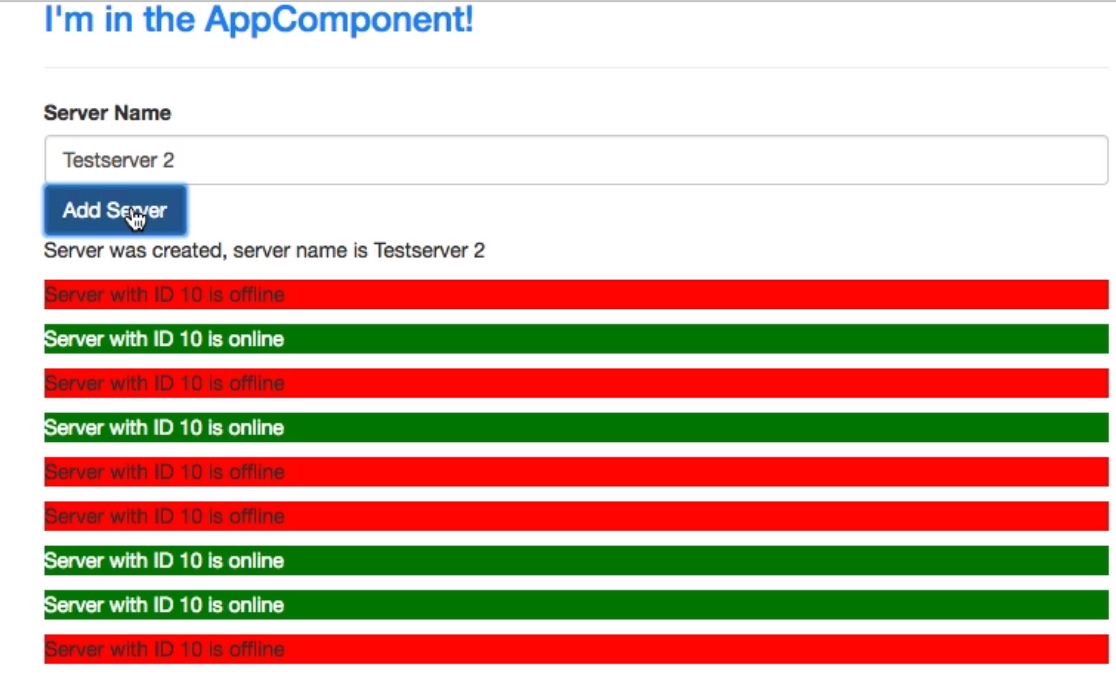 I'm in the AppComponent!
Server Name
Testserver 2
Add Server
Server was created, server name is Testserver 2
Server with ID 10 is offline
Server with ID 10 is online
Server with ID 10 is offline
Server with ID 10 is online
Server with ID 10 is offline
Server with ID 10 is offline
Server with ID 10 is online
Server with ID 10 is online
Server with ID 10 is offline